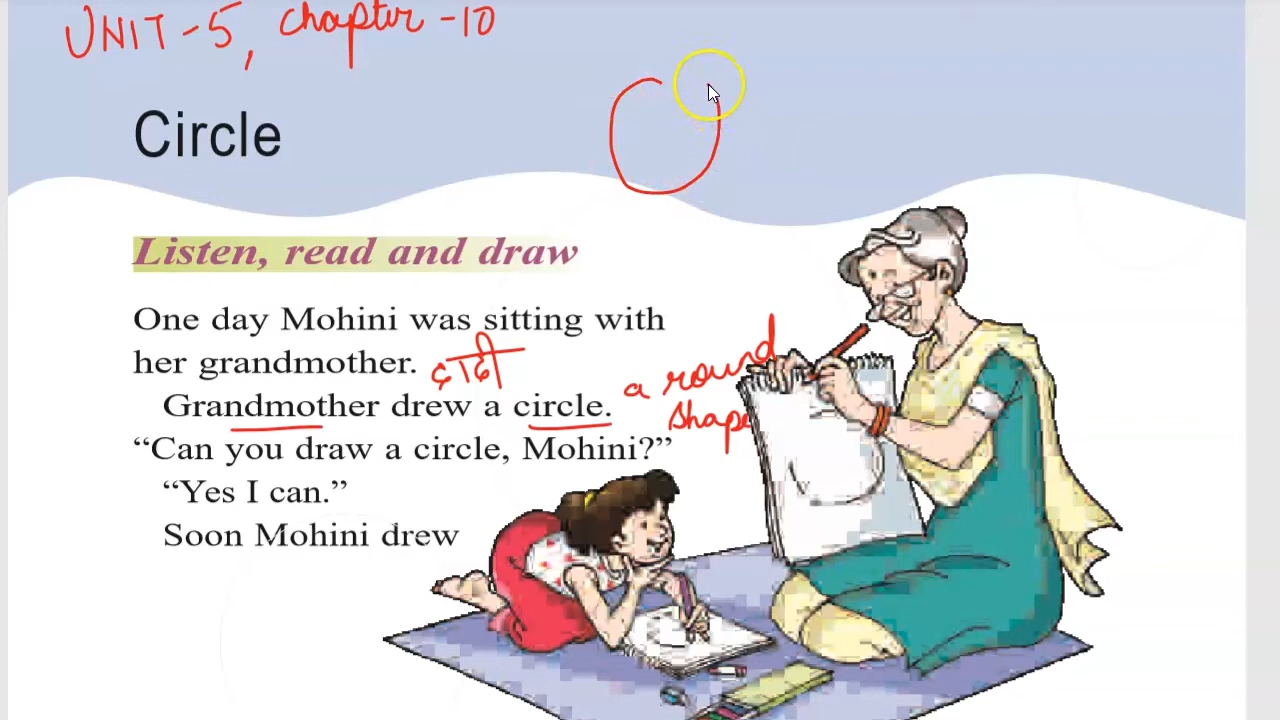 UNIT-5, Chapter-10
Circle
Listen, read and draw
One day Mohini was sitting with
her grandmother.
दादी
Grandmother drew a circle.
a round
shape
“Can you draw a circle, Mohini?”
“Yes I can.”
Soon Mohini drew